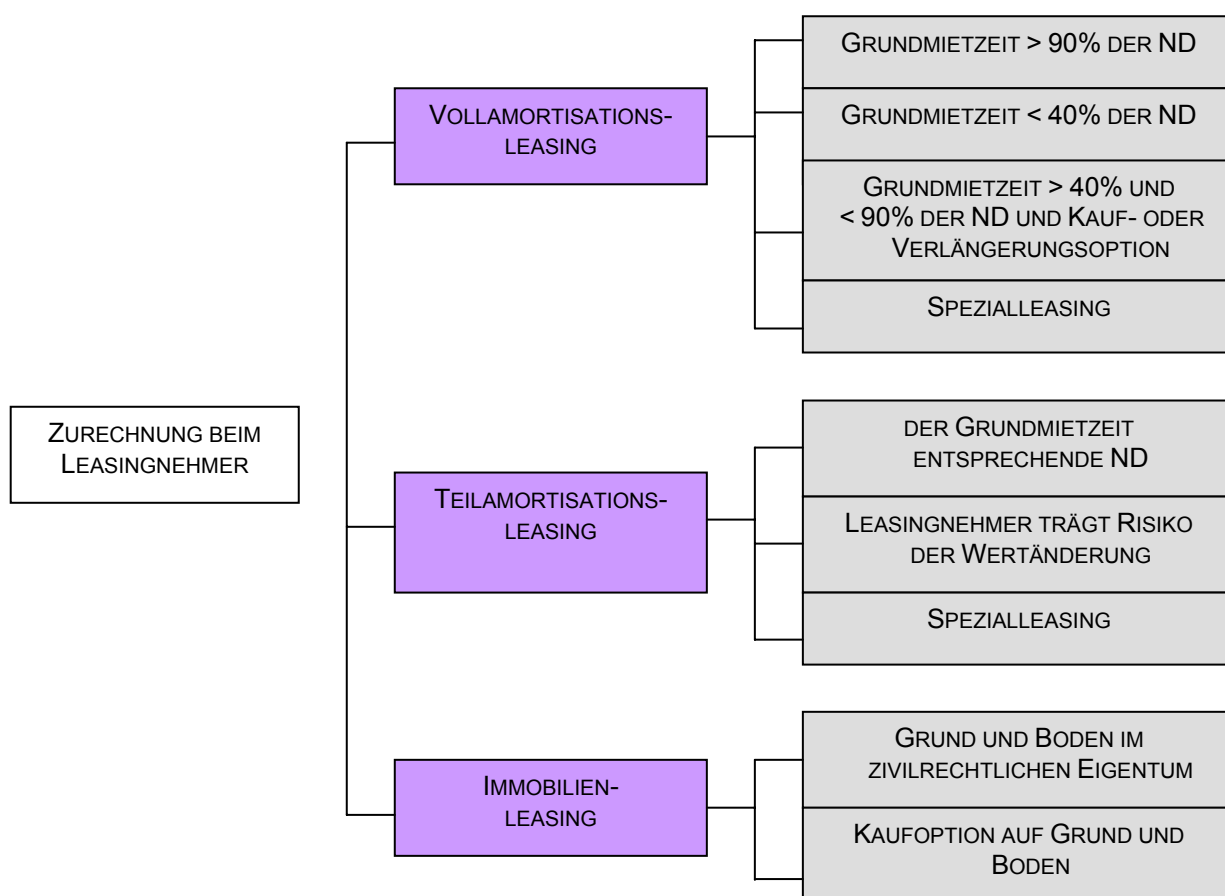 ZURECHNUNG BEIM
LEASINGNEHMER
VOLLAMORTISATIONS-
LEASING
GRUNDMIETZEIT > 90% DER ND
GRUNDMIETZEIT < 40% DER ND
GRUNDMIETZEIT > 40% UND
< 90% DER ND UND KAUF- ODER
VERLÄNGERUNGSOPTION
SPEZIALLEASING
TEILAMORTISATIONS-
LEASING
DER GRUNDMIETZEIT
ENTSPRECHENDE ND
LEASINGNEHMER TRÄGT RISIKO
DER WERTÄNDERUNG
SPEZIALLEASING
IMMOBILIEN-
LEASING
GRUND UND BODEN IM
ZIVILRECHTLICHEN EIGENTUM
KAUFOPTION AUF GRUND UND
BODEN